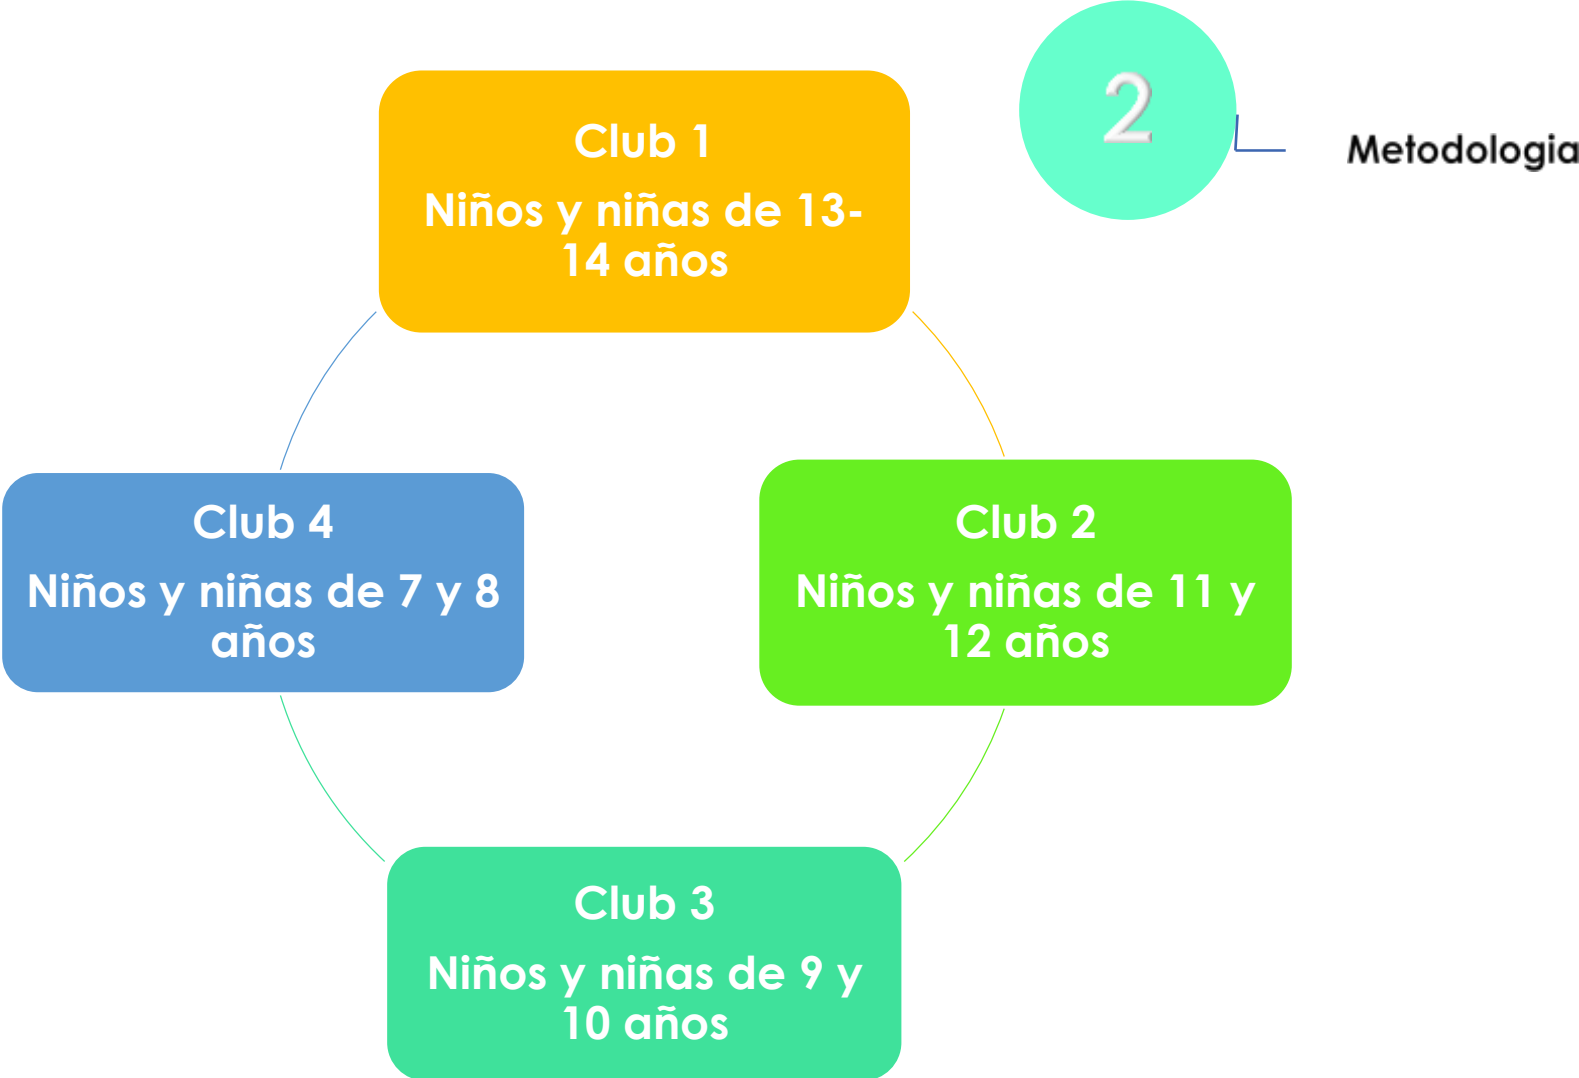 2
Metodologia
Club 1
Niños y niñas de 13-
14 años
Club 4
Niños y niñas de 7 y 8
años
Club 2
Niños y niñas de 11 y
12 años
Club 3
Niños y niñas de 9 y
10 años